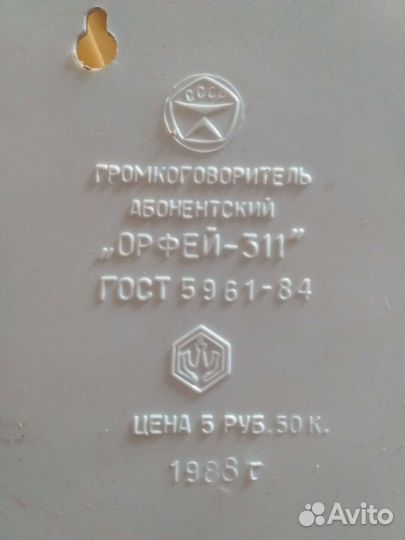 СССР
ГРОМКОГОВОРИТЕЛЬ
АБОНЕНТСКИЙ
„ОРФЕЙ-311”
ГОСТ 5961-84
ЦЕНА 5 РУБ. 50 К.
1988 г
Avito